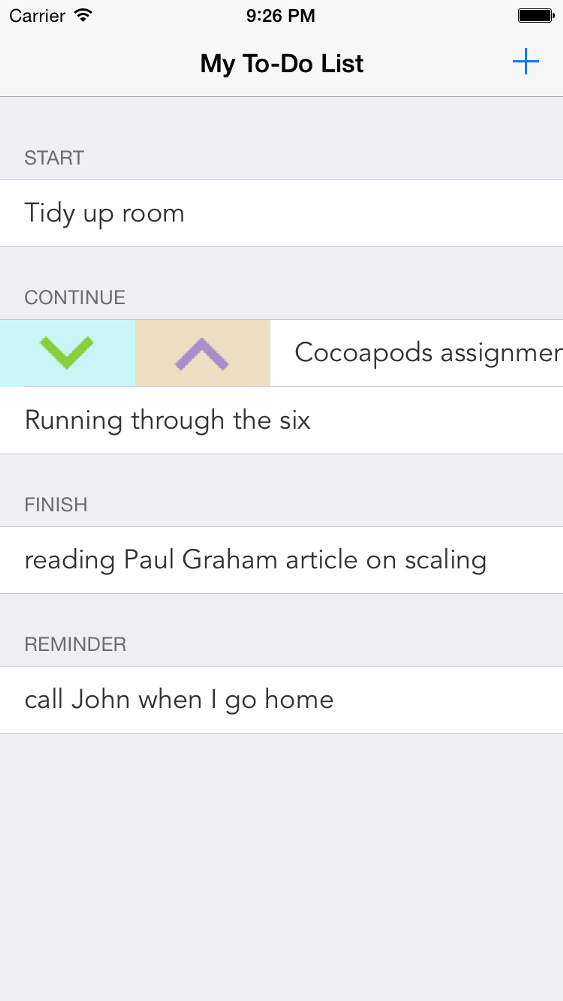 Carrier 9:26 PM
My To-Do List
START
Tidy up room
CONTINUE
Cocoapods assignmen
Running through the six
FINISH
reading Paul Graham article on scaling
REMINDER
call John when I go home